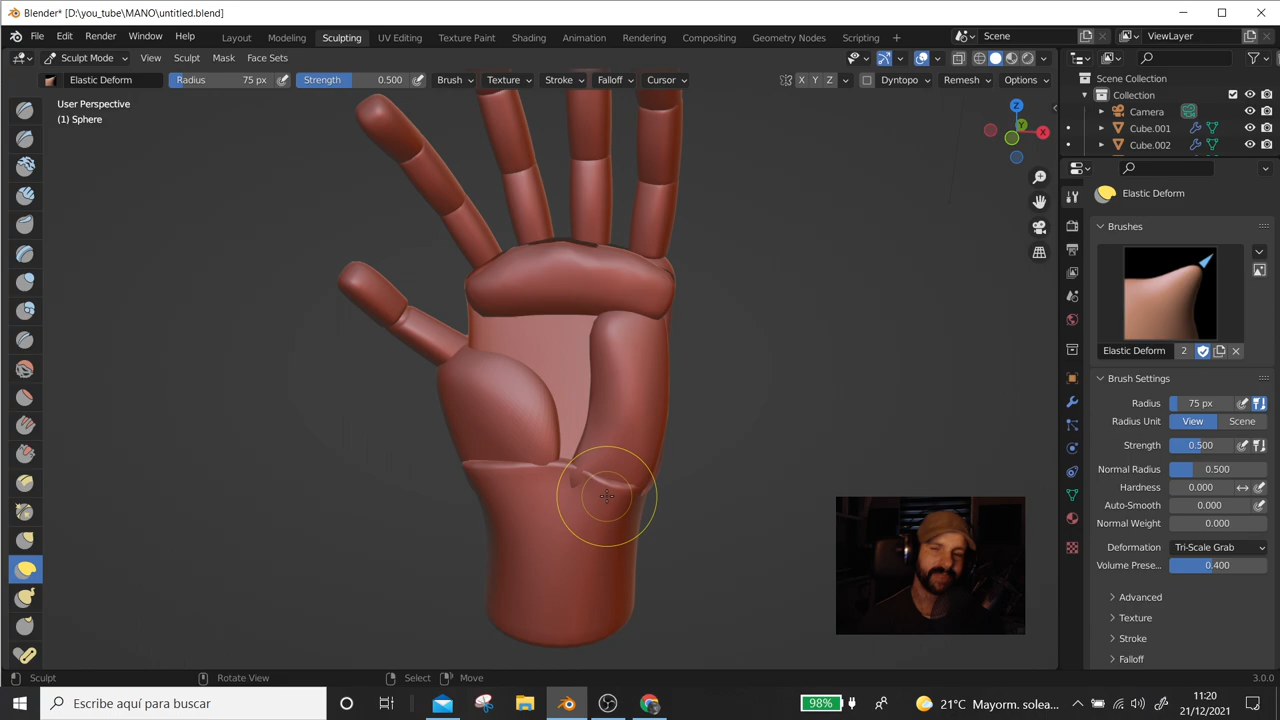 Blender* [D:\you_tube\MANO\untitled.blend]
File Edit Render Window Help Layout Modeling Sculpting UV Editing Texture Paint Shading Animation Rendering Compositing Geometry Nodes Scripting + Scene ViewLayer
Sculpt Mode View Sculpt Mask Face Sets
Elastic Deform Radius 75 px Strength 0.500 Brush Texture Stroke Falloff Cursor X Y Z Dyntopo Remesh Options
Scene Collection
Collection
Camera
Cube.001
Cube.002
User Perspective
(1) Sphere
Z
Y
X
Elastic Deform
Brushes
Elastic Deform 2
Brush Settings
Radius 75 px
Radius Unit View Scene
Strength 0.500
Normal Radius 0.500
Hardness 0.000
Auto-Smooth 0.000
Normal Weight 0.000
Deformation Tri-Scale Grab
Volume Prese... 0.400
Advanced
Texture
Stroke
Falloff
Sculpt Rotate View Select Move 3.0.0
Escribe aquí para buscar 98% 21°C Mayorm. solea... 11:20
21/12/2021